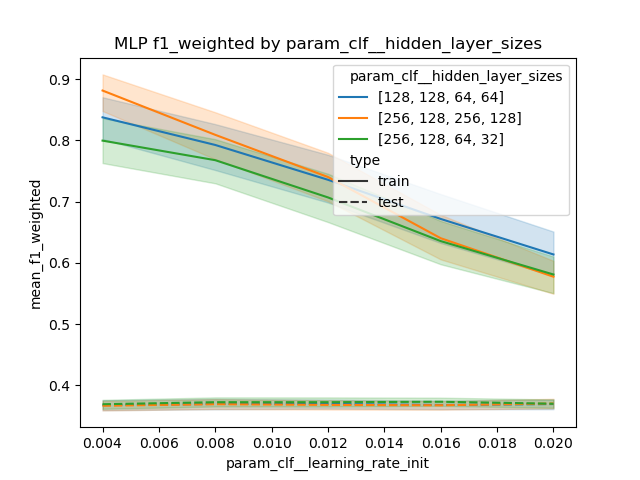 MLP f1_weighted by param_clf__hidden_layer_sizes
param_clf__hidden_layer_sizes
[128, 128, 64, 64]
[256, 128, 256, 128]
[256, 128, 64, 32]
type
train
test
mean_f1_weighted
0.9
0.8
0.7
0.6
0.5
0.4
0.004 0.006 0.008 0.010 0.012 0.014 0.016 0.018 0.020
param_clf__learning_rate_init